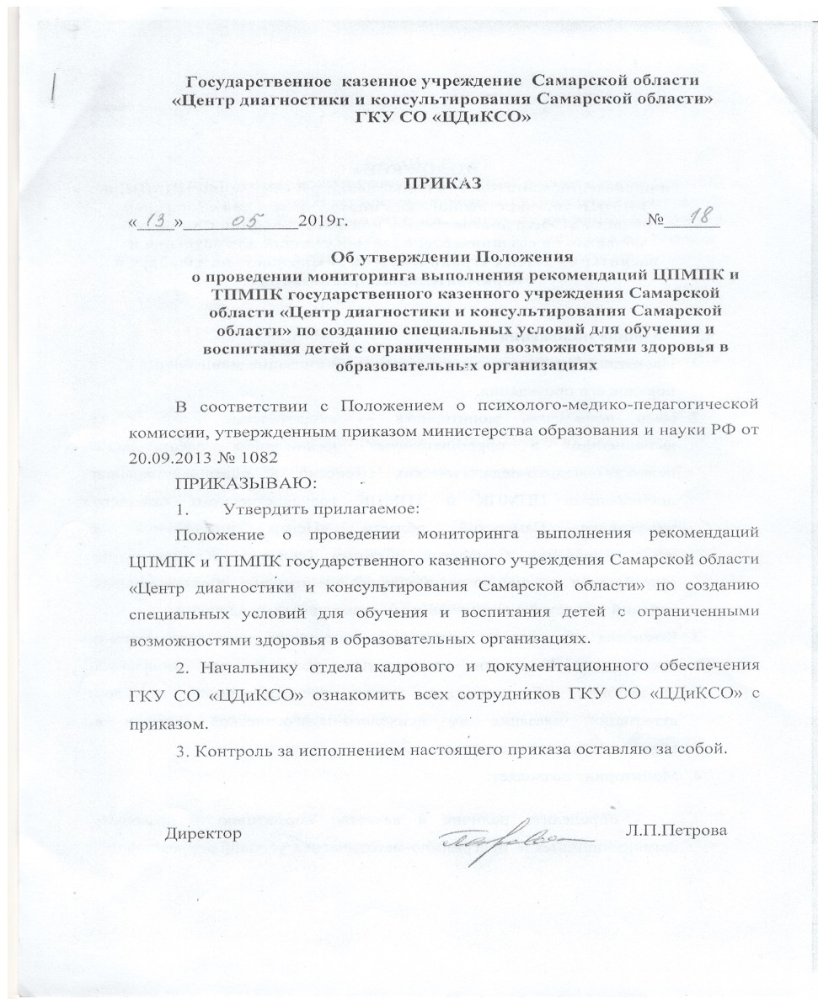 Государственное казенное учреждение Самарской области
«Центр диагностики и консультирования Самарской области»
ГКУ СО «ЦДиКСО»
ПРИКАЗ
«13» 05 2019г. № 18
Об утверждении Положения
о проведении мониторинга выполнения рекомендаций ЦПМПК и
ТПМПК государственного казенного учреждения Самарской
области «Центр диагностики и консультирования Самарской
области» по созданию специальных условий для обучения и
воспитания детей с ограниченными возможностями здоровья в
образовательных организациях
В соответствии с Положением о психолого-медико-педагогической
комиссии, утвержденным приказом министерства образования и науки РФ от
20.09.2013 № 1082
ПРИКАЗЫВАЮ:
1. Утвердить прилагаемое:
Положение о проведении мониторинга выполнения рекомендаций
ЦПМПК и ТПМПК государственного казенного учреждения Самарской области
«Центр диагностики и консультирования Самарской области» по созданию
специальных условий для обучения и воспитания детей с ограниченными
возможностями здоровья в образовательных организациях.
2. Начальнику отдела кадрового и документационного обеспечения
ГКУ СО «ЦДиКСО» ознакомить всех сотрудников ГКУ СО «ЦДиКСО» с
приказом.
3. Контроль за исполнением настоящего приказа оставляю за собой.
Директор Л.П.Петрова